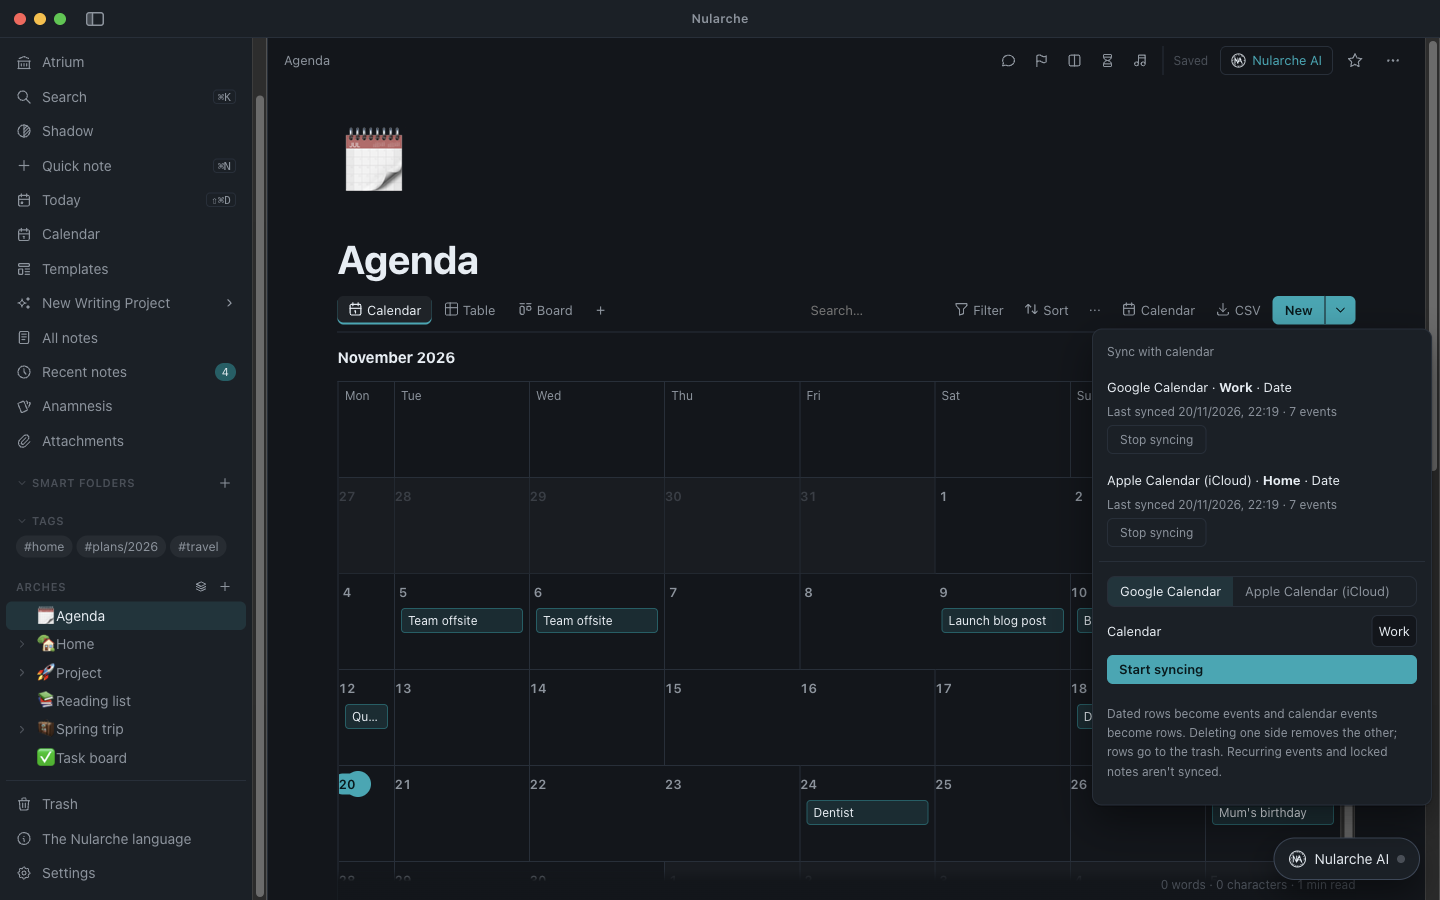 Nularche
Atrium
Search ⌘K
Shadow
Quick note ⌘N
Today ⇧⌘D
Calendar
Templates
New Writing Project
All notes
Recent notes 4
Anamnesis
Attachments
SMART FOLDERS
TAGS
#home #plans/2026 #travel
ARCHES
Agenda
Home
Project
Reading list
Spring trip
Task board
Trash
The Nularche language
Settings
Agenda
Saved Nularche AI
JUL
Agenda
Calendar Table Board + Search... Filter Sort ··· Calendar CSV New
November 2026
Mon Tue Wed Thu Fri Sat Su
27 28 29 30 31 1 2
4 5 6 7 8 9 10
Team offsite Team offsite Launch blog post B
12 13 14 15 16 17 18
Qu... D
20 21 22 23 24 25 26
Dentist Mum's birthday
28 29 30
Sync with calendar
Google Calendar · Work · Date
Last synced 20/11/2026, 22:19 · 7 events
Stop syncing
Apple Calendar (iCloud) · Home · Date
Last synced 20/11/2026, 22:19 · 7 events
Stop syncing
Google Calendar Apple Calendar (iCloud)
Calendar Work
Start syncing
Dated rows become events and calendar events
become rows. Deleting one side removes the other;
rows go to the trash. Recurring events and locked
notes aren't synced.
Nularche AI
0 words · 0 characters · 1 min read